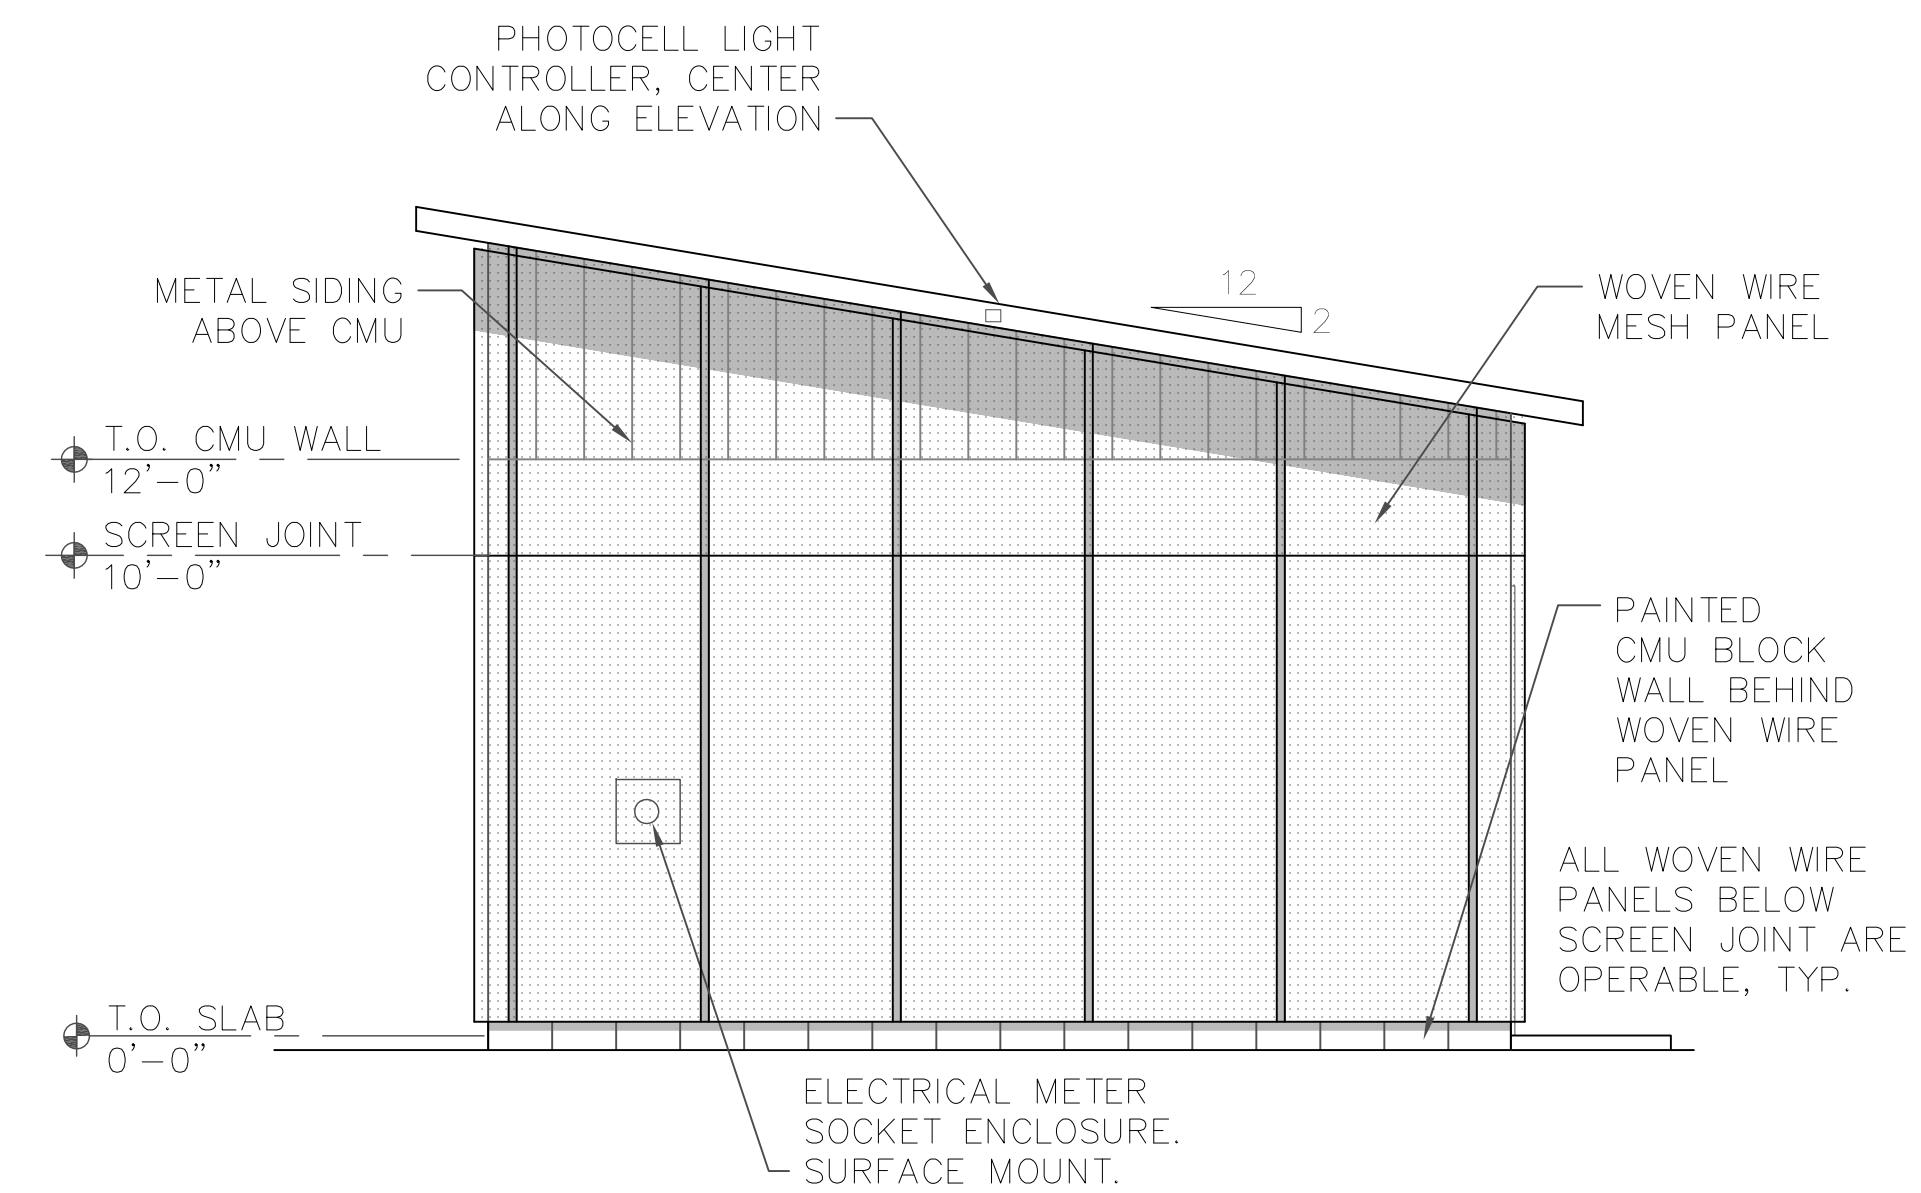 PHOTOCELL LIGHT
CONTROLLER, CENTER
ALONG ELEVATION
12
2
METAL SIDING
ABOVE CMU
WOVEN WIRE
MESH PANEL
T.O. CMU WALL
12'-0"
SCREEN JOINT
10'-0"
PAINTED
CMU BLOCK
WALL BEHIND
WOVEN WIRE
PANEL
ALL WOVEN WIRE
PANELS BELOW
SCREEN JOINT ARE
OPERABLE, TYP.
T.O. SLAB
0'-0"
ELECTRICAL METER
SOCKET ENCLOSURE.
SURFACE MOUNT.